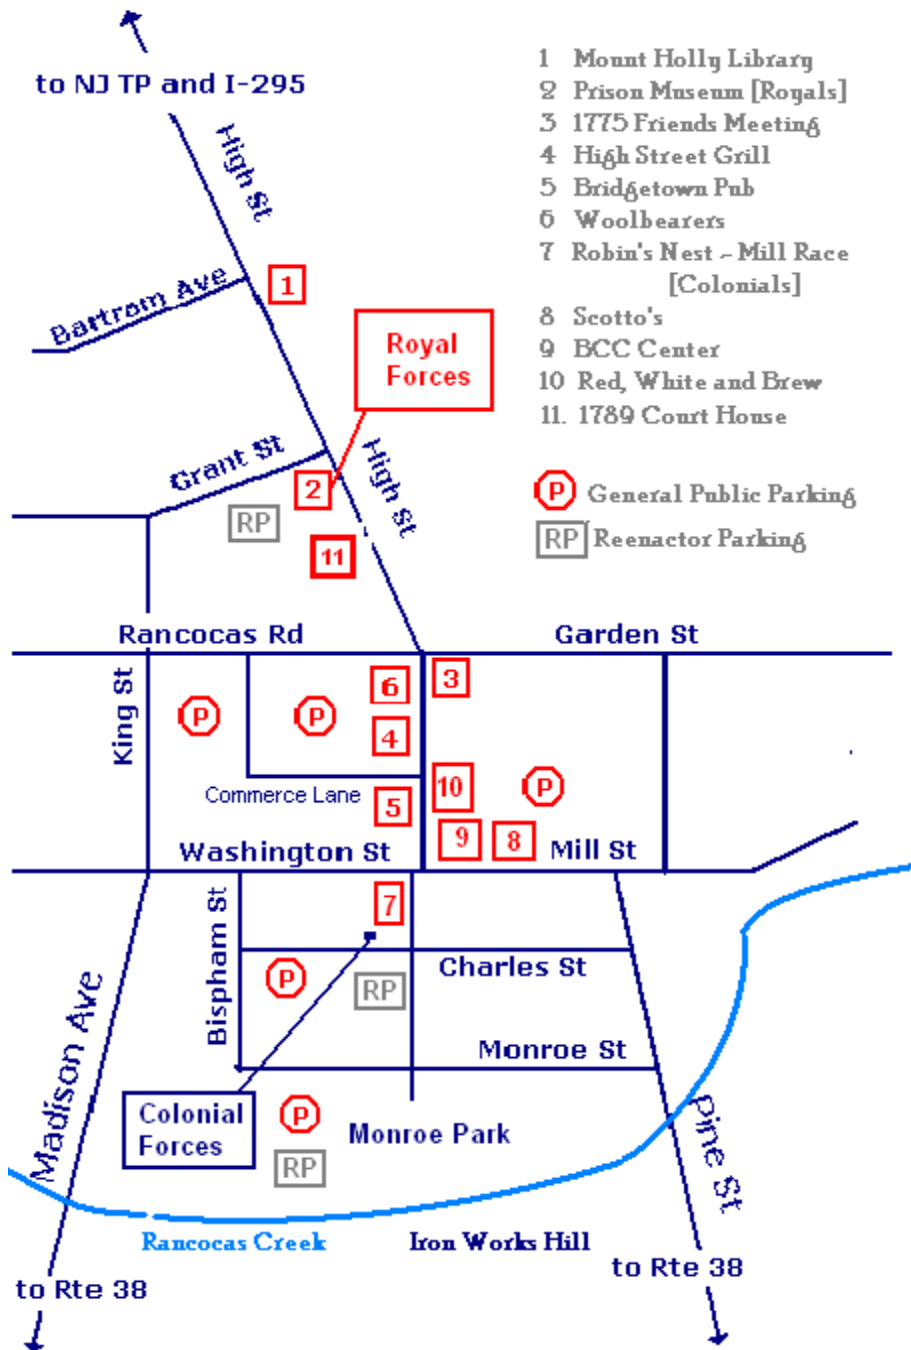 to NJ TP and I-295
High St
Bartram Ave
1
Royal
Forces
Grant St
High St
2
RP
11
Rancocas Rd
Garden St
King St
P
P
6
3
4
Commerce Lane
10
P
5
9
8
Washington St
Mill St
Bispham St
7
Charles St
P
RP
Monroe St
Madison Ave
Colonial
Forces
P
Monroe Park
RP
Pine St
Rancocas Creek
Iron Works Hill
to Rte 38
to Rte 38
1 Mount Holly Library
2 Prison Museum [Royals]
3 1775 Friends Meeting
4 High Street Grill
5 Bridgetown Pub
6 Woolbearers
7 Robin's Nest - Mill Race
[Colonials]
8 Scotto's
9 BCC Center
10 Red, White and Brew
11. 1789 Court House
P General Public Parking
RP Reenactor Parking